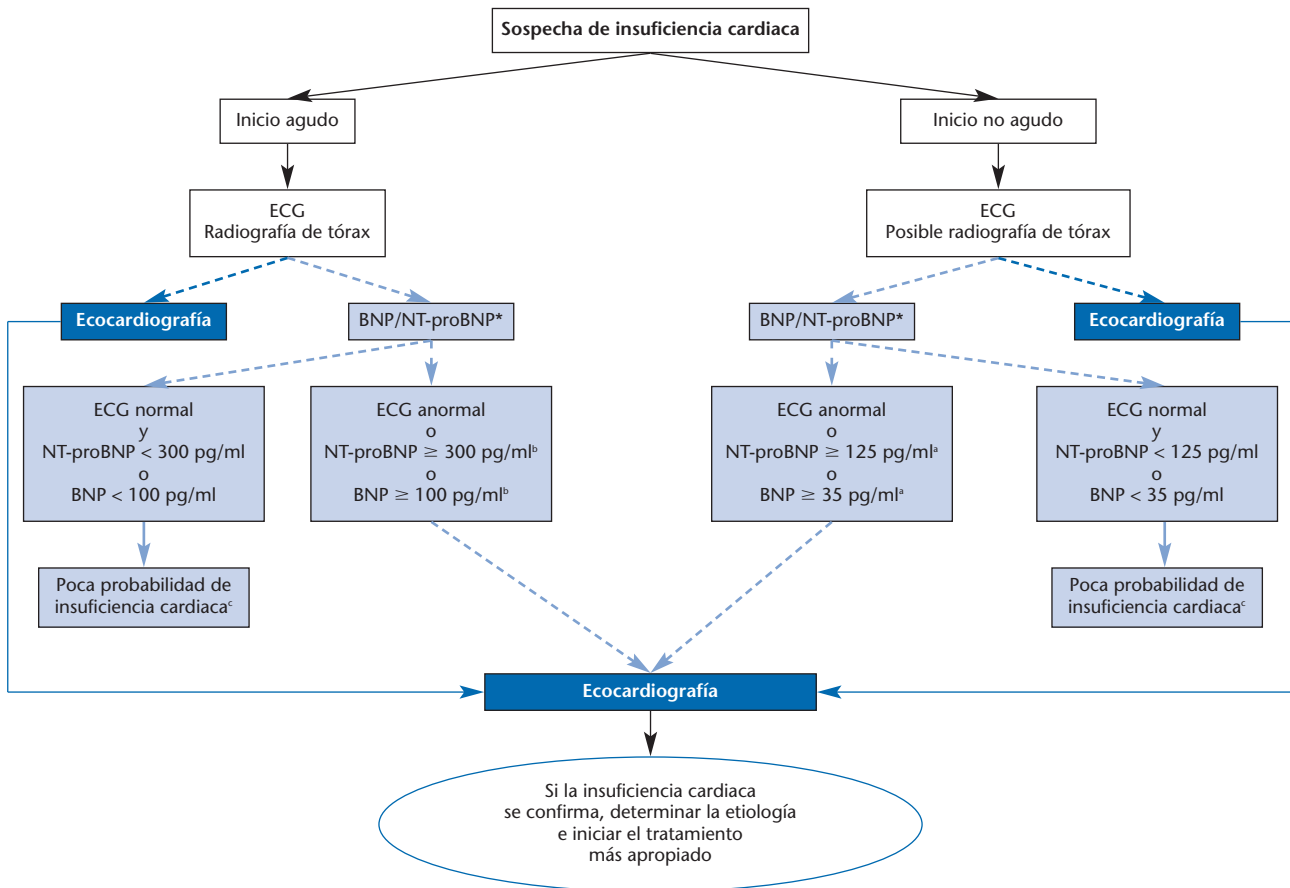 Sospecha de insuficiencia cardiaca
Inicio agudo
Inicio no agudo
ECG
Radiografía de tórax
ECG
Posible radiografía de tórax
Ecocardiografía
BNP/NT-proBNP*
BNP/NT-proBNP*
Ecocardiografía
ECG normal
y
NT-proBNP < 300 pg/ml
o
BNP < 100 pg/ml
ECG anormal
o
NT-proBNP ≥ 300 pg/mlᵇ
o
BNP ≥ 100 pg/mlᵇ
ECG anormal
o
NT-proBNP ≥ 125 pg/mlᵃ
o
BNP ≥ 35 pg/mlᵃ
ECG normal
y
NT-proBNP < 125 pg/ml
o
BNP < 35 pg/ml
Poca probabilidad de
insuficiencia cardiacaᶜ
Poca probabilidad de
insuficiencia cardiacaᶜ
Ecocardiografía
Si la insuficiencia cardiaca
se confirma, determinar la etiología
e iniciar el tratamiento
más apropiado